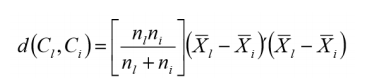 d(C_l, C_i) = [ n_l n_i / (n_l + n_i) ] (X̄_l − X̄_i)′(X̄_l − X̄_i)